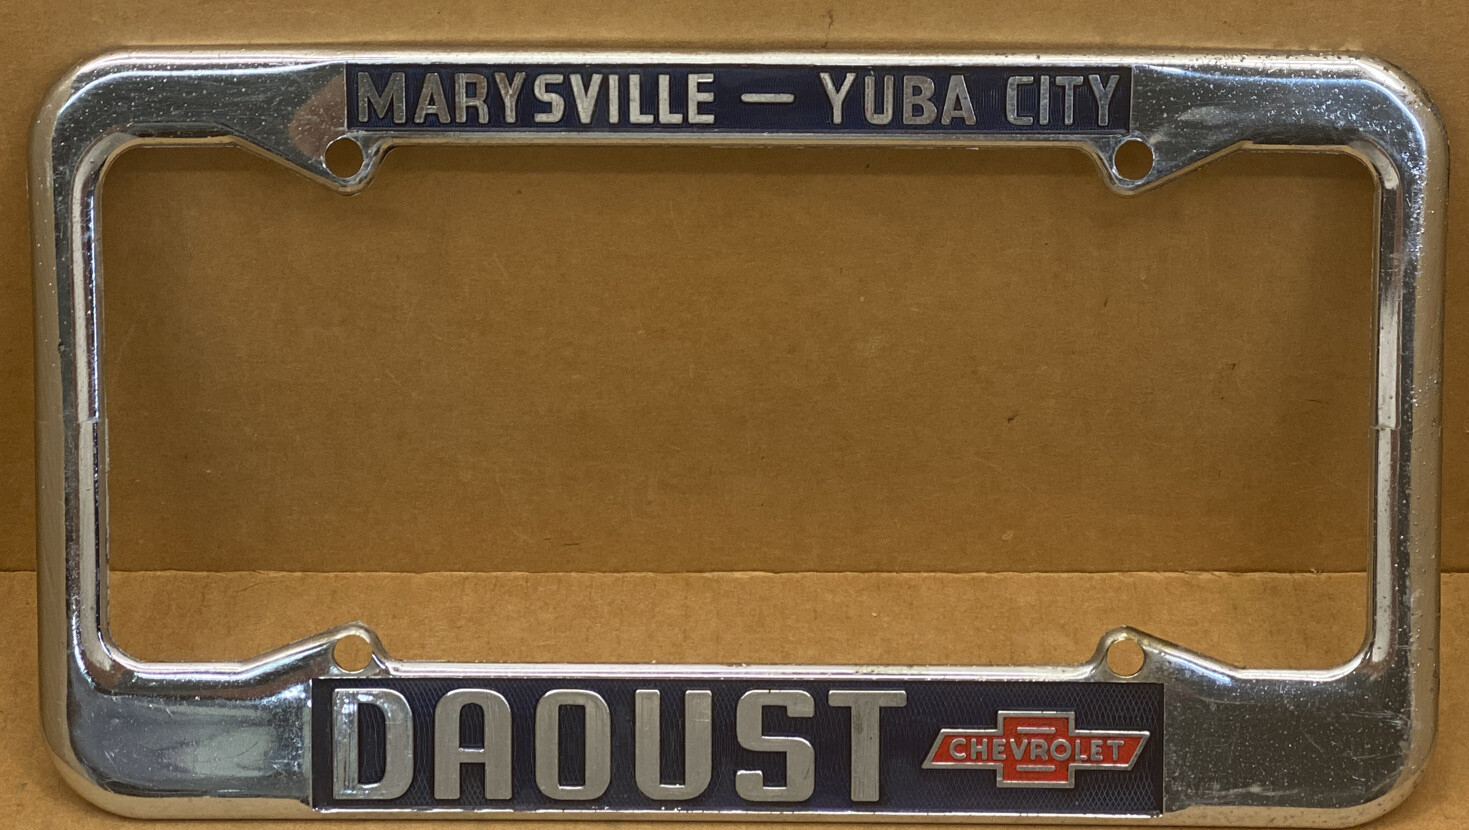 MARYSVILLE — YUBA CITY
DAOUST CHEVROLET